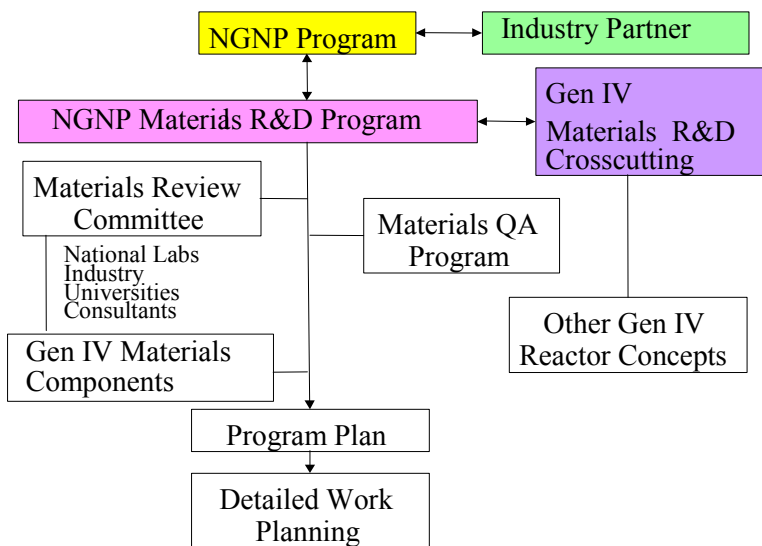 NGNP Program
Industry Partner
NGNP Materials R&D Program
Gen IV
Materials R&D
Crosscutting
Materials Review
Committee
National Labs
Industry
Universities
Consultants
Materials QA
Program
Gen IV Materials
Components
Other Gen IV
Reactor Concepts
Program Plan
Detailed Work
Planning